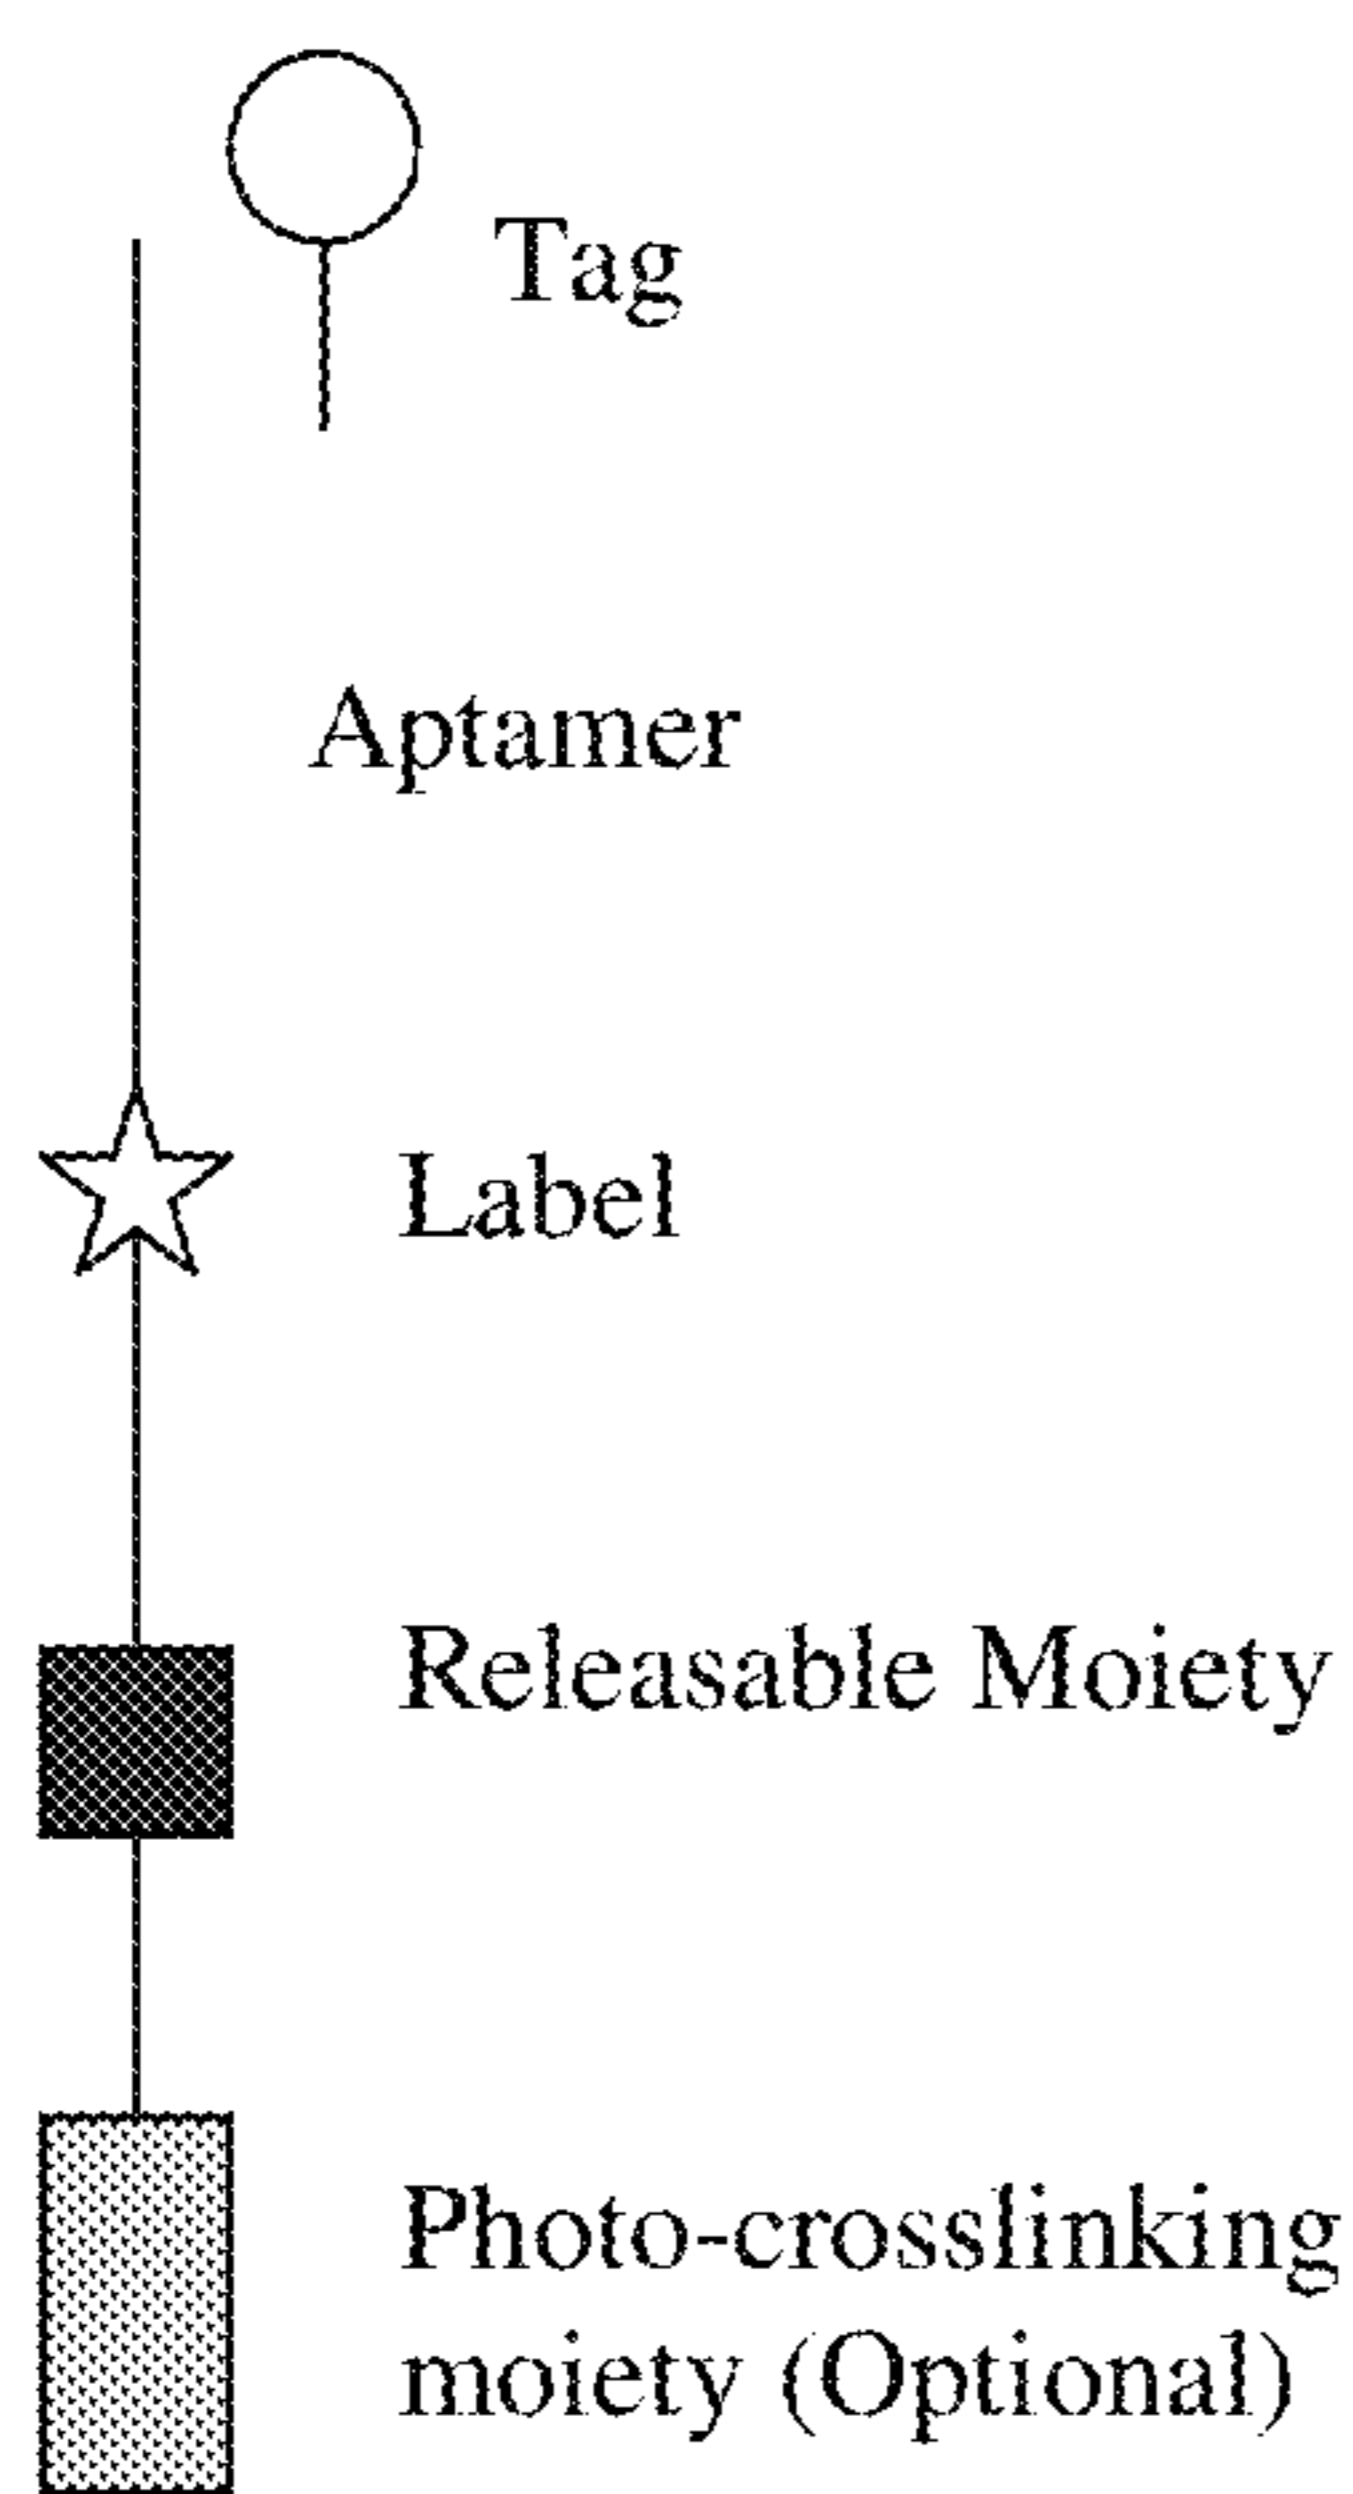 Tag
Aptamer
Label
Releasable Moiety
Photo-crosslinking
moiety (Optional)